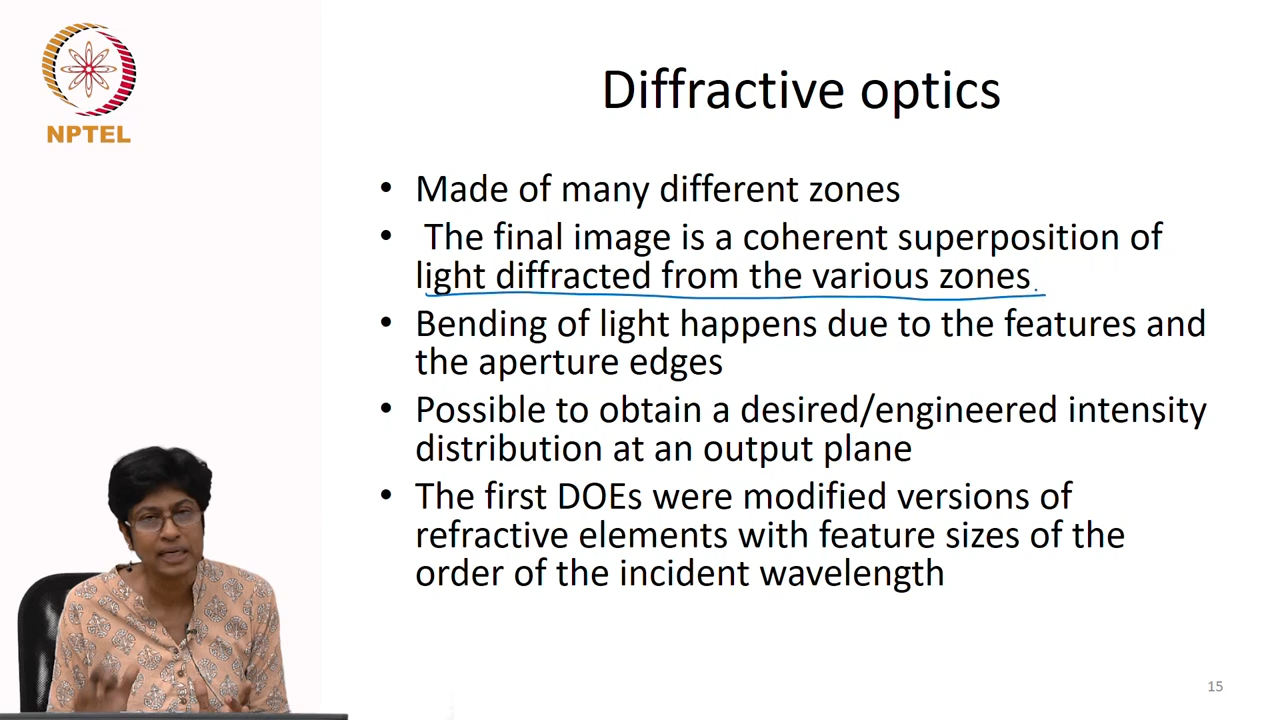 NPTEL
Diffractive optics
• Made of many different zones
• The final image is a coherent superposition of
light diffracted from the various zones.
• Bending of light happens due to the features and
the aperture edges
• Possible to obtain a desired/engineered intensity
distribution at an output plane
• The first DOEs were modified versions of
refractive elements with feature sizes of the
order of the incident wavelength
15